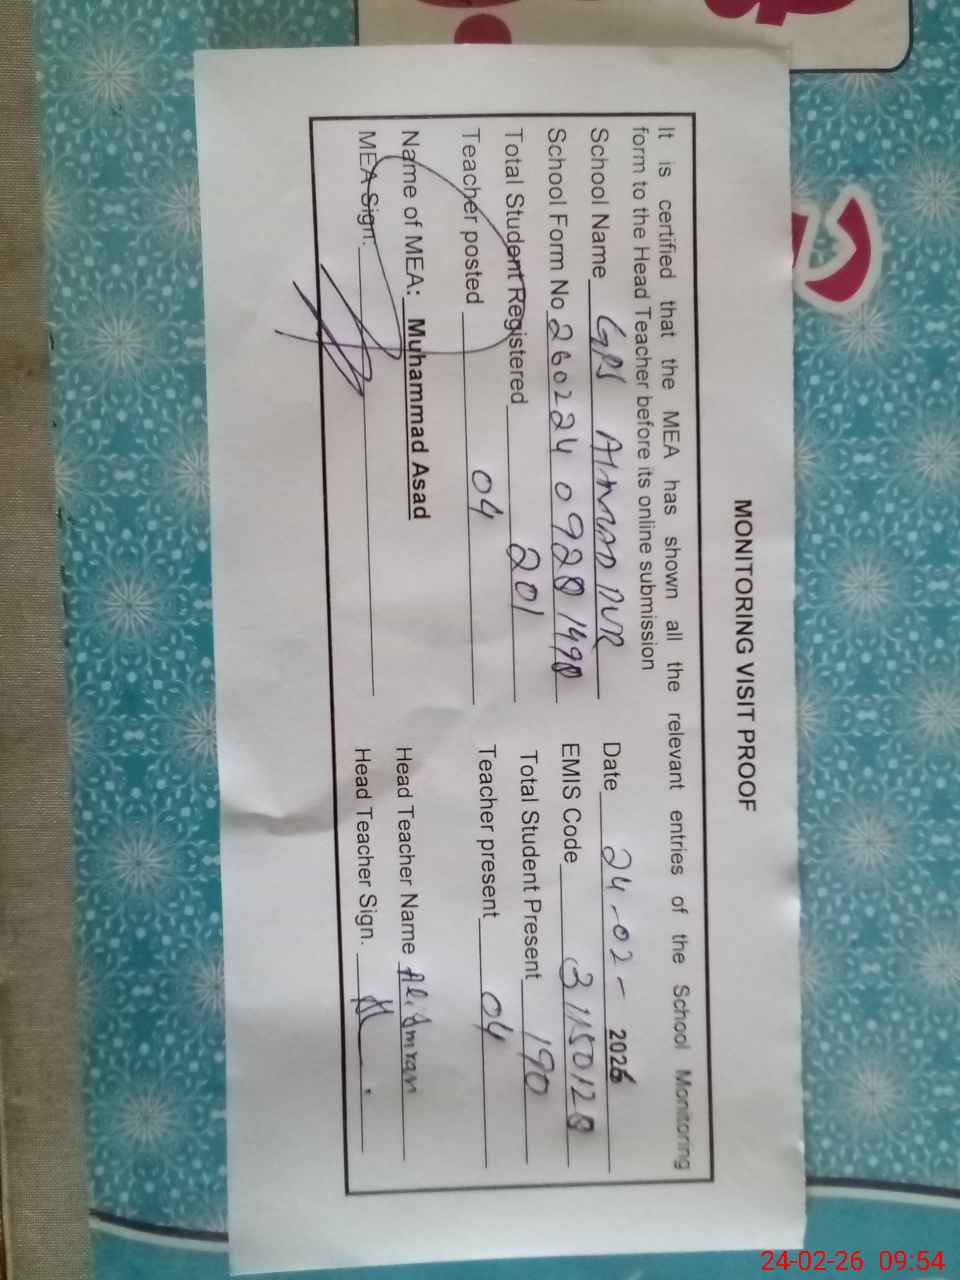 MONITORING VISIT PROOF
It is certified that the MEA has shown all the relevant entries of the School Monitoring
form to the Head Teacher before its online submission
School Name GPS AHMAD PUR Date 24-02-2026
School Form No 260224 0920 1490 EMIS Code 31150120
Total Student Registered 201 Total Student Present 190
Teacher posted 04 Teacher present 04
Name of MEA: Muhammad Asad Head Teacher Name Ali Imran
MEA Sign. Head Teacher Sign.
24-02-26 09:54